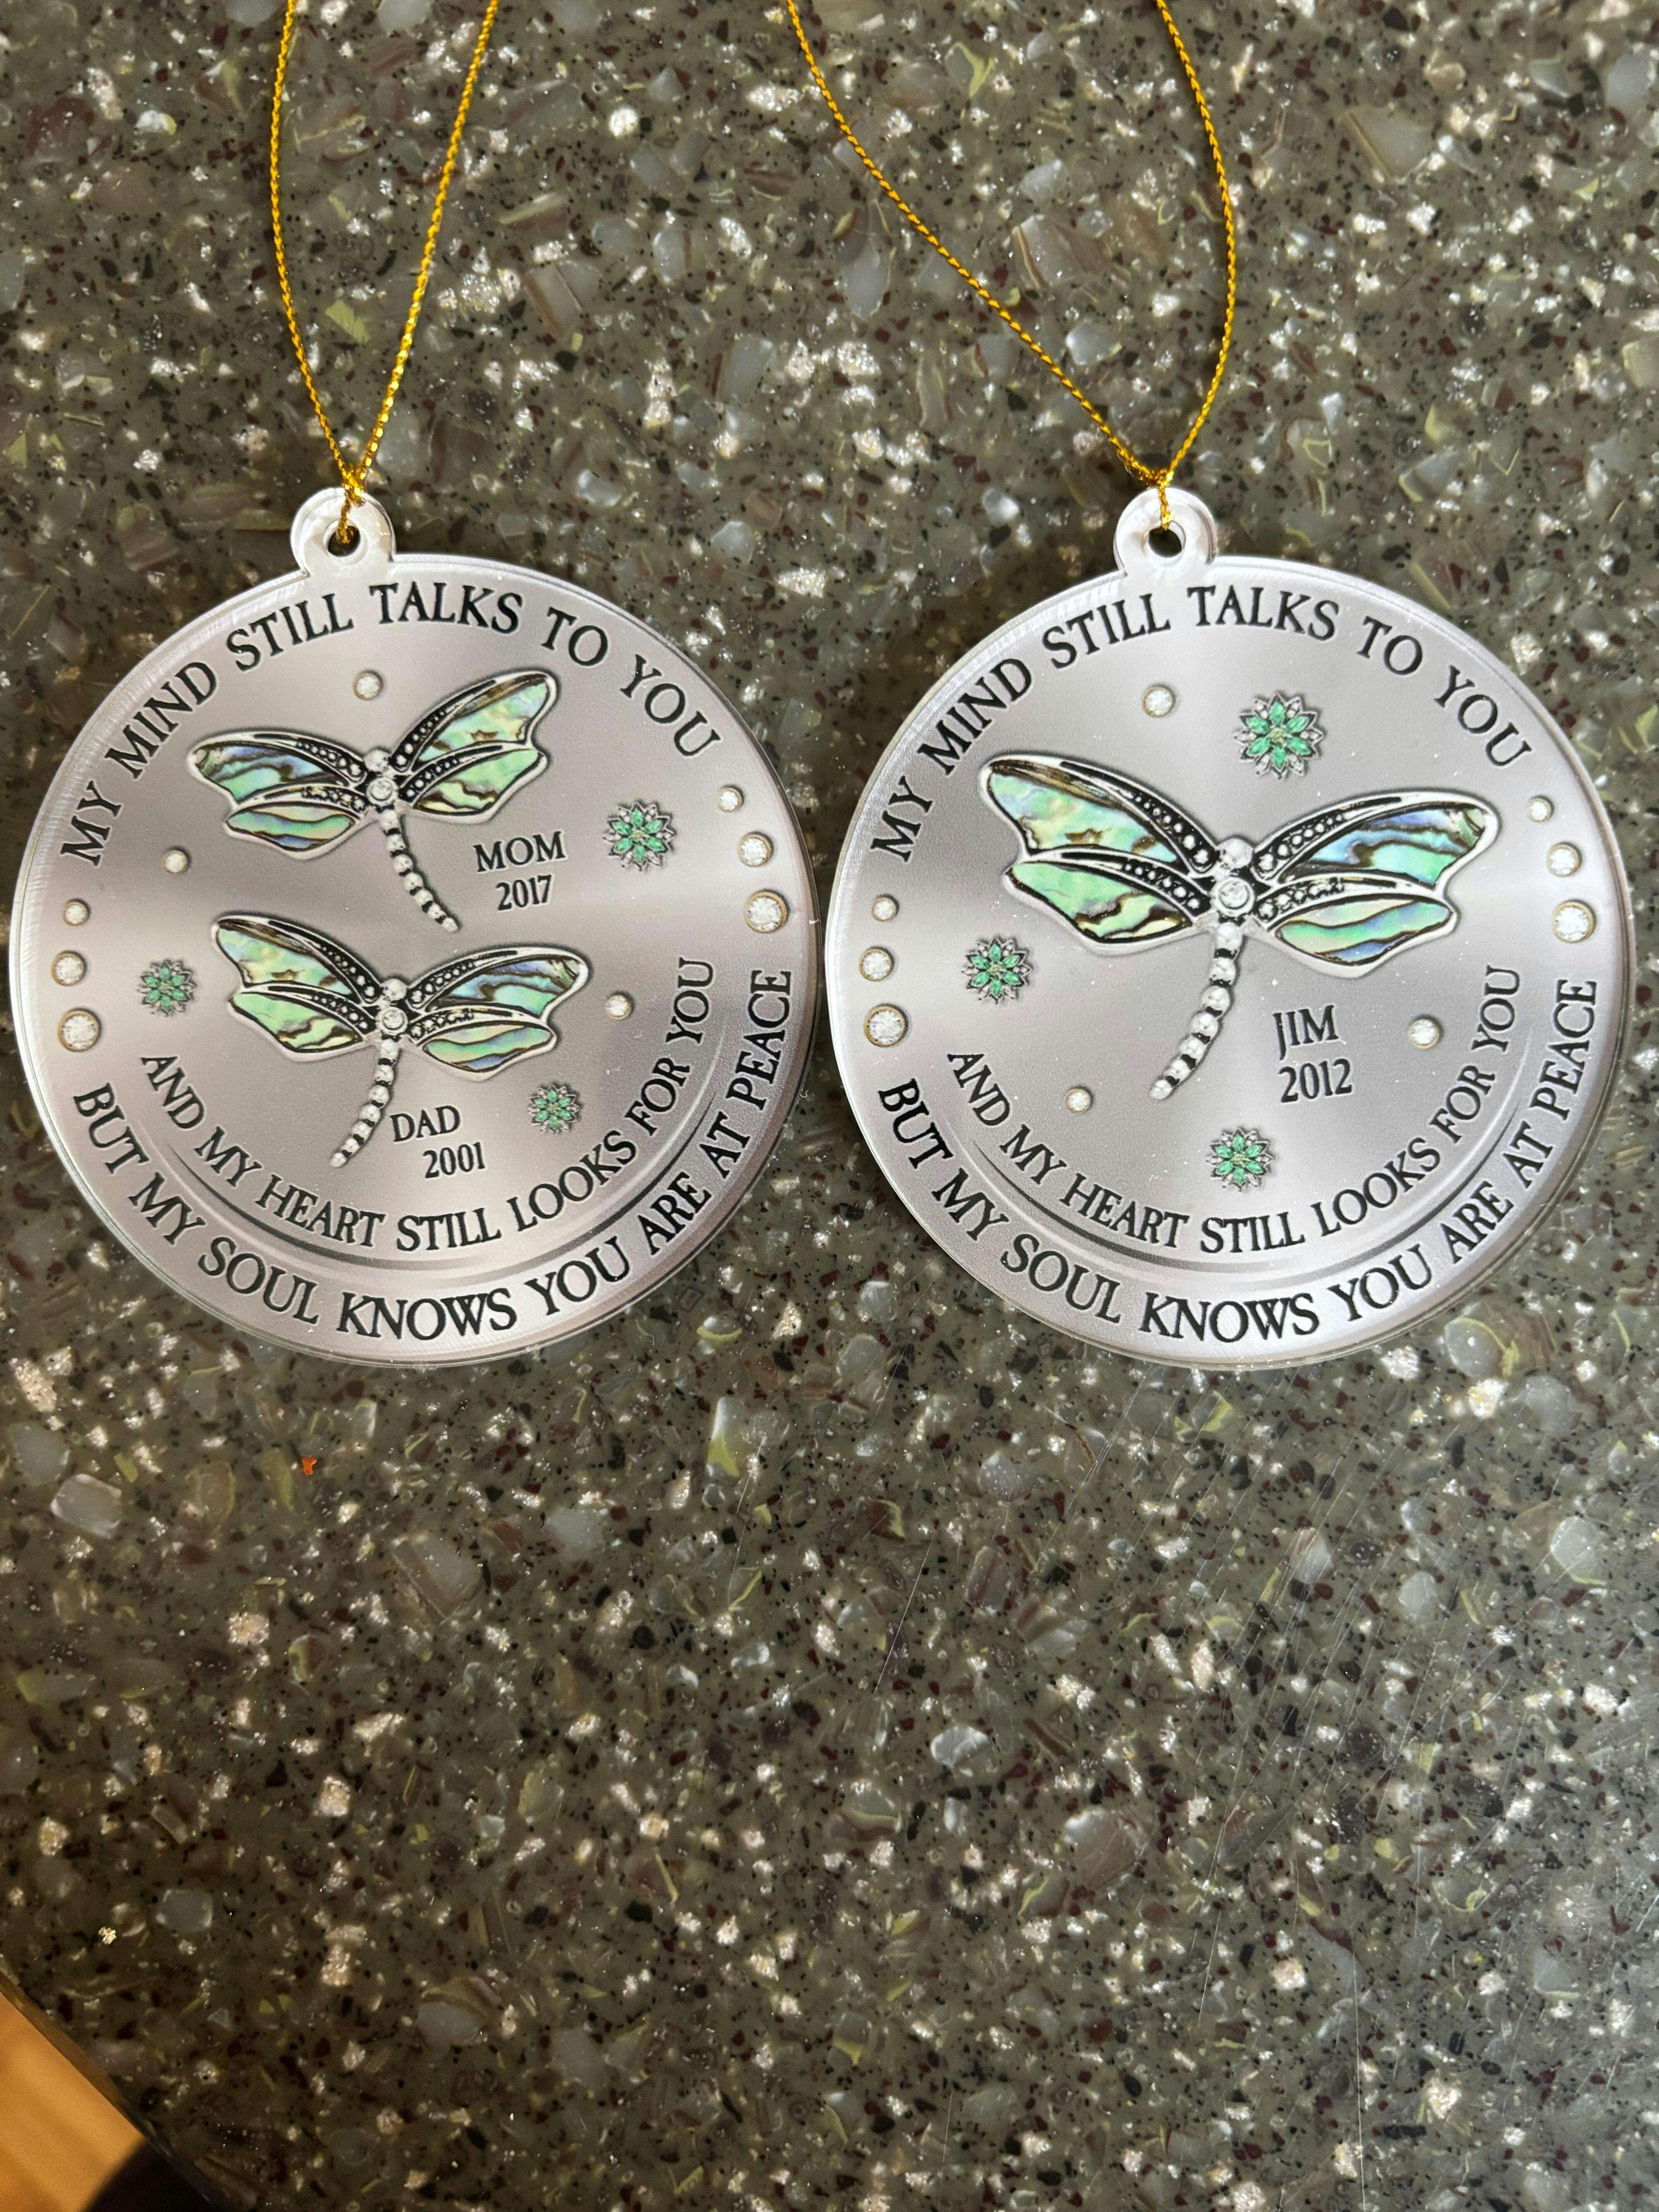 MY MIND STILL TALKS TO YOU
MOM
2017
DAD
2001
AND MY HEART STILL LOOKS FOR YOU
BUT MY SOUL KNOWS YOU ARE AT PEACE
MY MIND STILL TALKS TO YOU
JIM
2012
AND MY HEART STILL LOOKS FOR YOU
BUT MY SOUL KNOWS YOU ARE AT PEACE